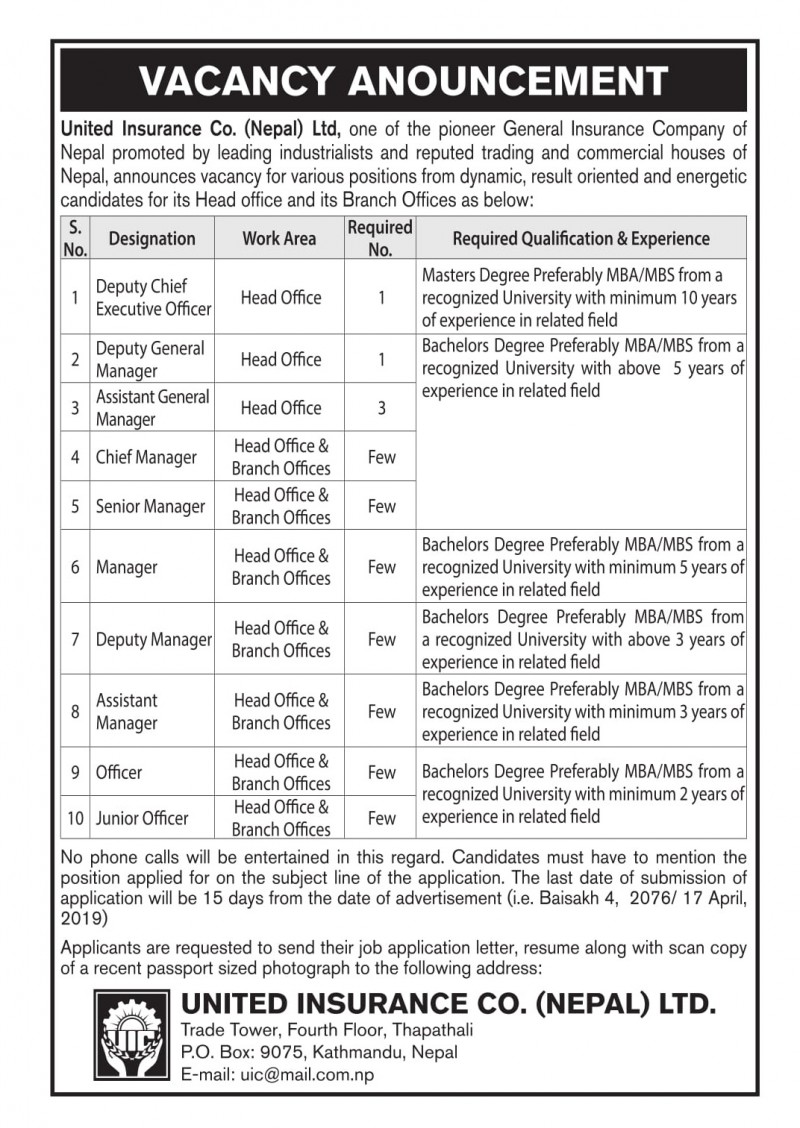 VACANCY ANOUNCEMENT
United Insurance Co. (Nepal) Ltd, one of the pioneer General Insurance Company of
Nepal promoted by leading industrialists and reputed trading and commercial houses of
Nepal, announces vacancy for various positions from dynamic, result oriented and energetic
candidates for its Head office and its Branch Offices as below:
S. No. Designation Work Area Required No. Required Qualification & Experience
1 Deputy Chief Executive Officer Head Office 1 Masters Degree Preferably MBA/MBS from a
recognized University with minimum 10 years
of experience in related field
2 Deputy General Manager Head Office 1 Bachelors Degree Preferably MBA/MBS from a
recognized University with above 5 years of
experience in related field
3 Assistant General Manager Head Office 3
4 Chief Manager Head Office & Branch Offices Few
5 Senior Manager Head Office & Branch Offices Few
6 Manager Head Office & Branch Offices Few Bachelors Degree Preferably MBA/MBS from a
recognized University with minimum 5 years of
experience in related field
7 Deputy Manager Head Office & Branch Offices Few Bachelors Degree Preferably MBA/MBS from
a recognized University with above 3 years of
experience in related field
8 Assistant Manager Head Office & Branch Offices Few Bachelors Degree Preferably MBA/MBS from a
recognized University with minimum 3 years of
experience in related field
9 Officer Head Office & Branch Offices Few Bachelors Degree Preferably MBA/MBS from a
recognized University with minimum 2 years of
experience in related field
10 Junior Officer Head Office & Branch Offices Few
No phone calls will be entertained in this regard. Candidates must have to mention the
position applied for on the subject line of the application. The last date of submission of
application will be 15 days from the date of advertisement (i.e. Baisakh 4, 2076/ 17 April,
2019)
Applicants are requested to send their job application letter, resume along with scan copy
of a recent passport sized photograph to the following address:
UIC
UNITED INSURANCE CO. (NEPAL) LTD.
Trade Tower, Fourth Floor, Thapathali
P.O. Box: 9075, Kathmandu, Nepal
E-mail: uic@mail.com.np